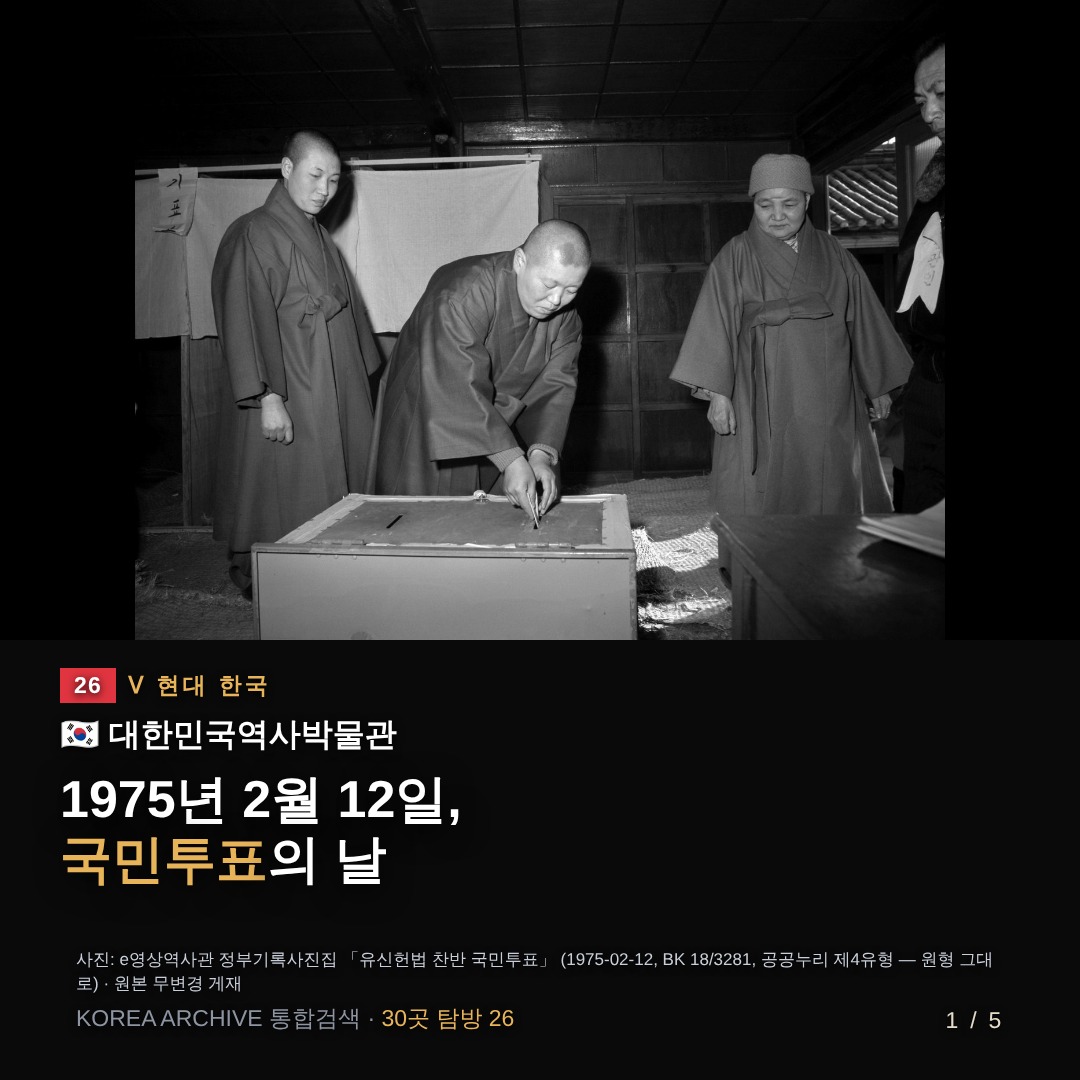 기표
26 V 현대 한국
🇰🇷 대한민국역사박물관
1975년 2월 12일,
국민투표의 날
사진: e영상역사관 정부기록사진집 「유신헌법 찬반 국민투표」 (1975-02-12, BK 18/3281, 공공누리 제4유형 — 원형 그대
로) · 원본 무변경 게재
KOREA ARCHIVE 통합검색 · 30곳 탐방 26
1 / 5